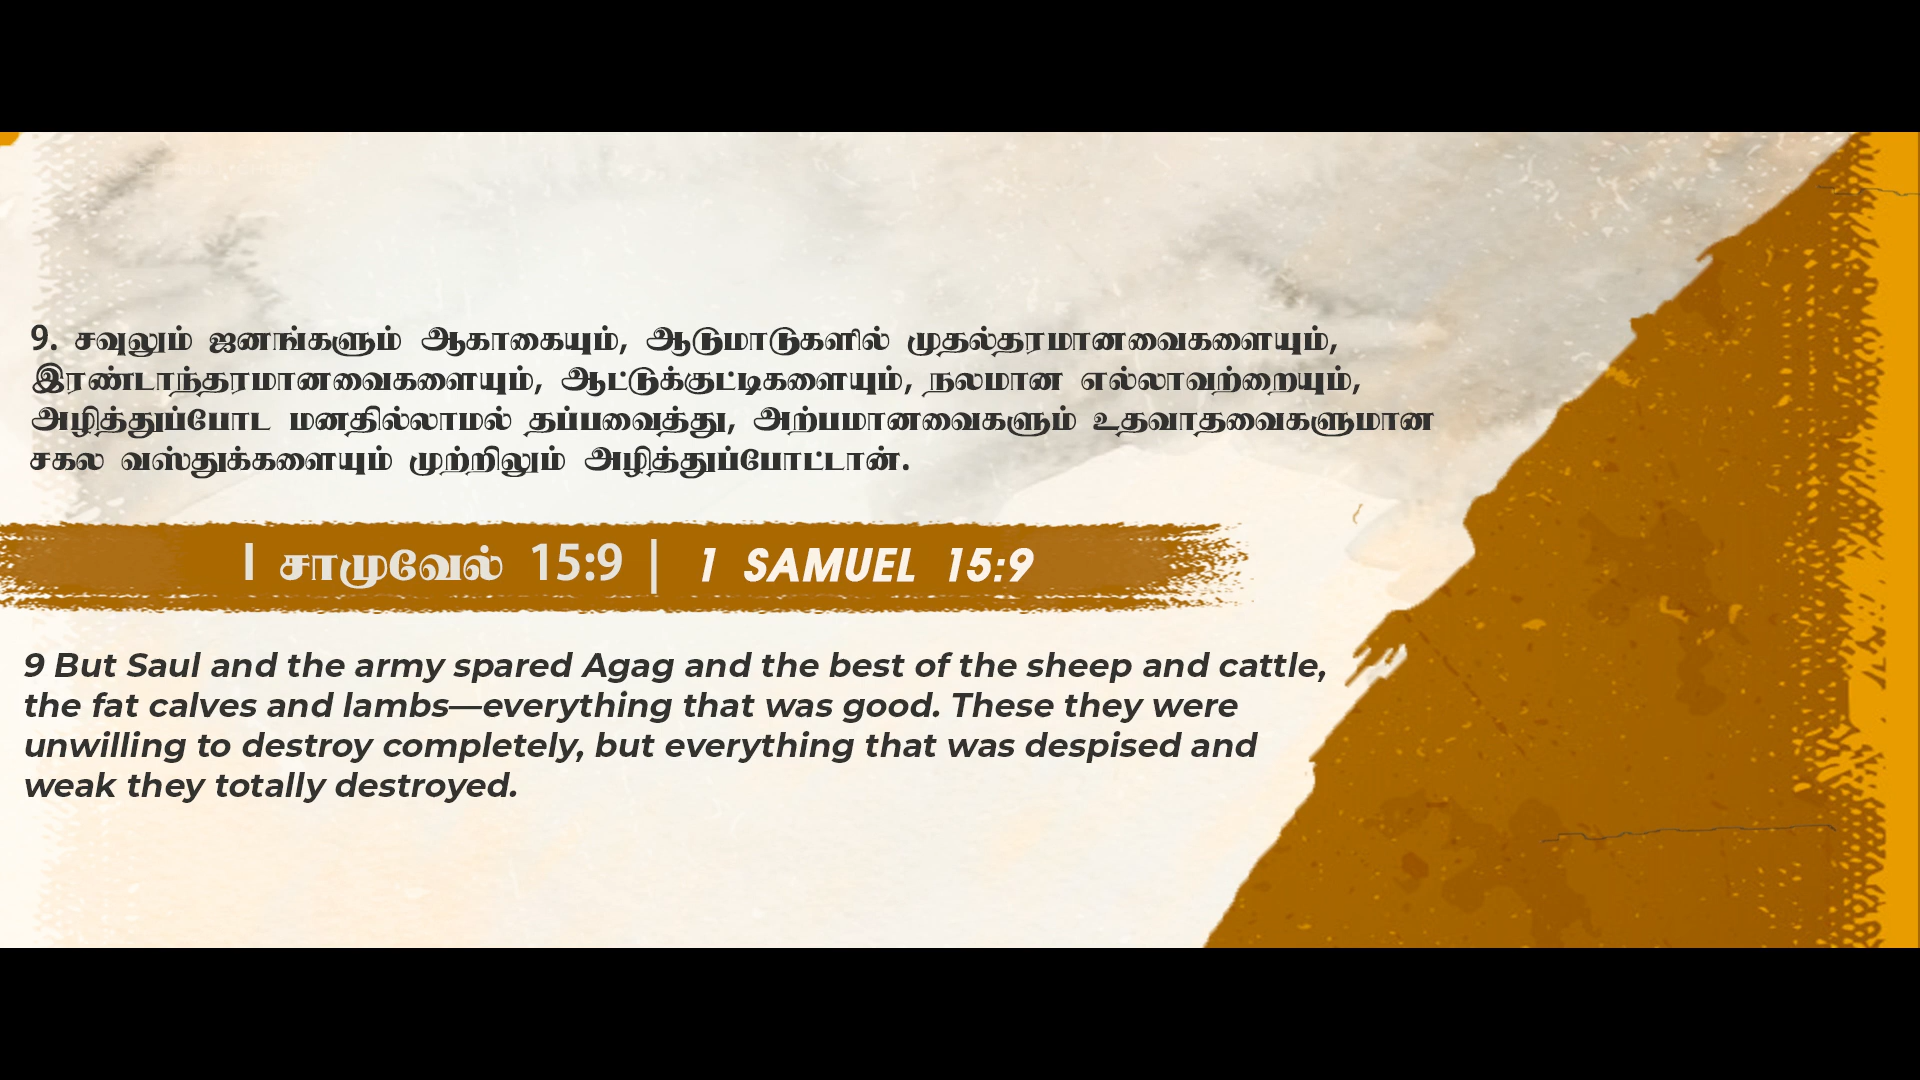 9. சவுலும் ஜனங்களும் ஆகாகையும், ஆடுமாடுகளில் முதல்தரமானவைகளையும்,
இரண்டாந்தரமானவைகளையும், ஆட்டுக்குட்டிகளையும், நலமான எல்லாவற்றையும்,
அழித்துப்போட மனதில்லாமல் தப்பவைத்து, அற்பமானவைகளும் உதவாதவைகளுமான
சகல வஸ்துக்களையும் முற்றிலும் அழித்துப்போட்டான்.
I சாமுவேல் 15:9 | 1 SAMUEL 15:9
9 But Saul and the army spared Agag and the best of the sheep and cattle,
the fat calves and lambs—everything that was good. These they were
unwilling to destroy completely, but everything that was despised and
weak they totally destroyed.